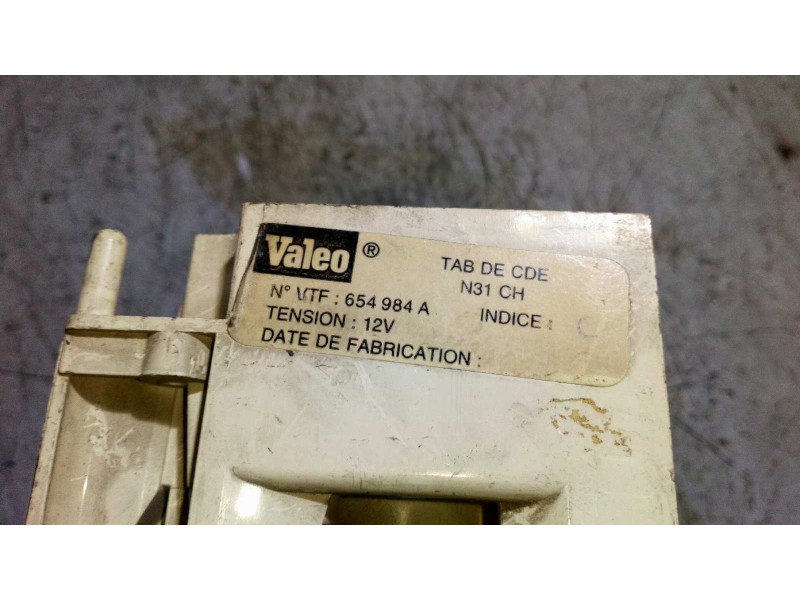 Valeo ®
TAB DE CDE
N31 CH
N° VTF : 654 984 A
INDICE : C
TENSION : 12V
DATE DE FABRICATION :